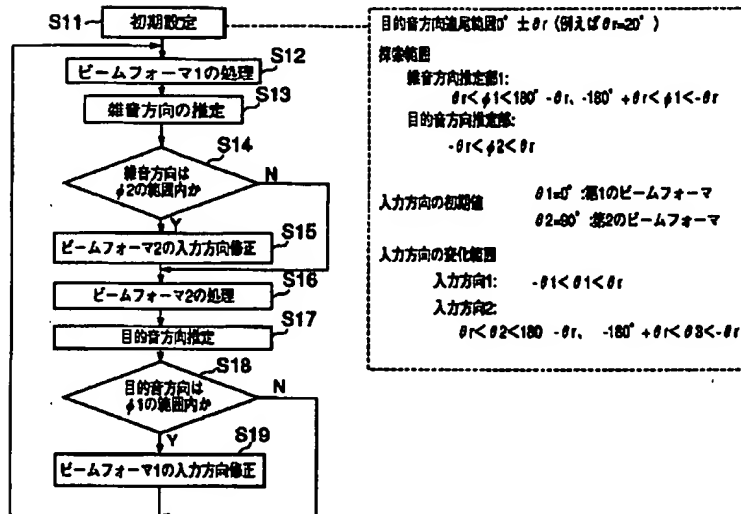 S11
初期設定
S12
ビームフォーマ1の処理
S13
雑音方向の推定
S14
雑音方向は
φ2の範囲内か
N
Y
S15
ビームフォーマ2の入力方向修正
S16
ビームフォーマ2の処理
S17
目的音方向推定
S18
目的音方向は
φ1の範囲内か
N
Y
S19
ビームフォーマ1の入力方向修正
目的音方向追尾範囲0° ±θr (例えばθr=20°)
探索範囲
雑音方向推定部1:
θr<φ1<180° -θr、-180° +θr<φ1<-θr
目的音方向推定部:
-θr<φ2<θr
入力方向の初期値 θ1=0° :第1のビームフォーマ
θ2=90° :第2のビームフォーマ
入力方向の変化範囲
入力方向1: -θ1<θ1<θr
入力方向2:
θr<θ2<180 -θr、 -180° +θr<θ3<-θr